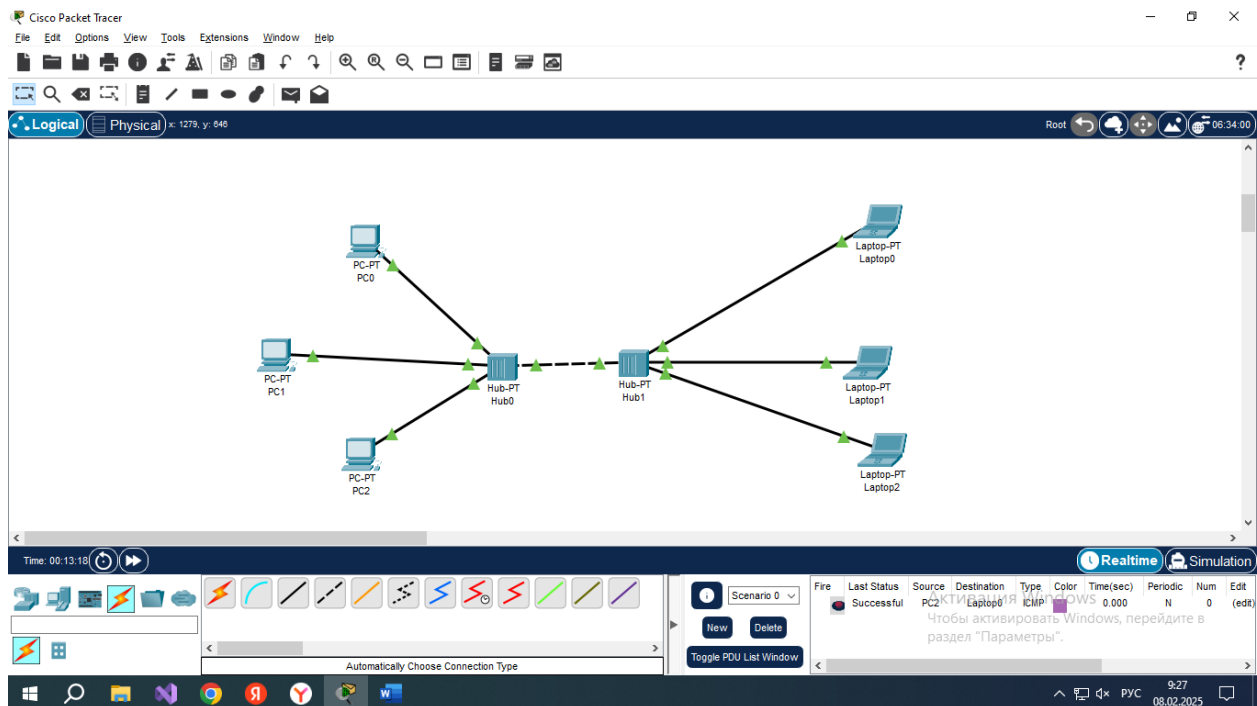 Cisco Packet Tracer
File Edit Options View Tools Extensions Window Help
?
Logical Physical x: 1279, y: 646 Root 06:34:00
PC-PT
PC0
PC-PT
PC1
PC-PT
PC2
Hub-PT
Hub0
Hub-PT
Hub1
Laptop-PT
Laptop0
Laptop-PT
Laptop1
Laptop-PT
Laptop2
Time: 00:13:18 Realtime Simulation
Scenario 0
New Delete
Toggle PDU List Window
Fire Last Status Source Destination Type Color Time(sec) Periodic Num Edit
Successful PC2 Laptop0 ICMP 0.000 N 0 (edit)
Активация Windows
Чтобы активировать Windows, перейдите в
раздел "Параметры".
Automatically Choose Connection Type
РУС 9:27
08.02.2025